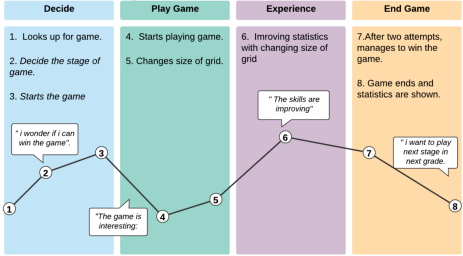 Decide
Play Game
Experience
End Game
1. Looks up for game.
2. Decide the stage of
game.
3. Starts the game
4. Starts playing game.
5. Changes size of grid.
6. Imroving statistics
with changing size of
grid
7.After two attempts,
manages to win the
game.
8. Game ends and
statistics are shown.
" i wonder if i can
win the game".
"The game is
interesting:
" The skills are
improving"
" i want to play
next stage in
next grade.
1
2
3
4
5
6
7
8